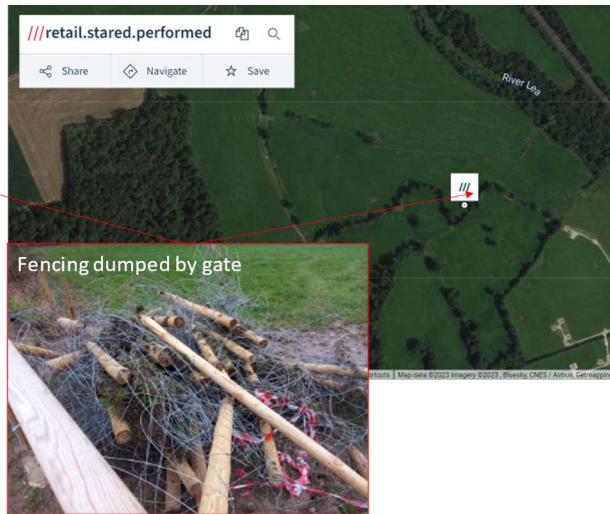 ///retail.stared.performed
Share
Navigate
Save
River Lea
Fencing dumped by gate
Map data ©2023 Imagery ©2023 , Bluesky, CNES / Airbus, Getmapping